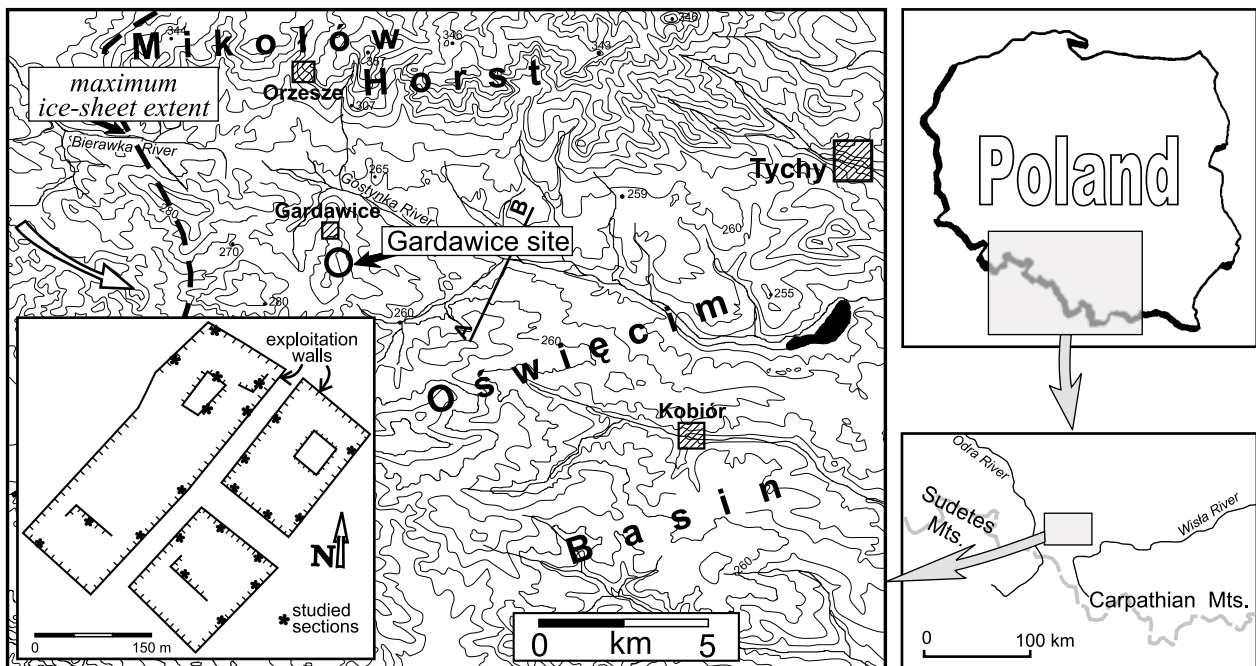 344
Mikołów
346
346
343
351
Horst
Orzesze
307
maximum
ice-sheet extent
Bierawka River
265
Gostynka River
Tychy
259
280
Gardawice
B
260
270
Gardawice site
280
255
260
A
260
Oświęcim
Kobiór
Basin
260
exploitation
walls
N
studied
sections
0 150 m
0 km 5
Poland
Odra River
Sudetes
Mts.
Wisła River
Carpathian Mts.
0 100 km